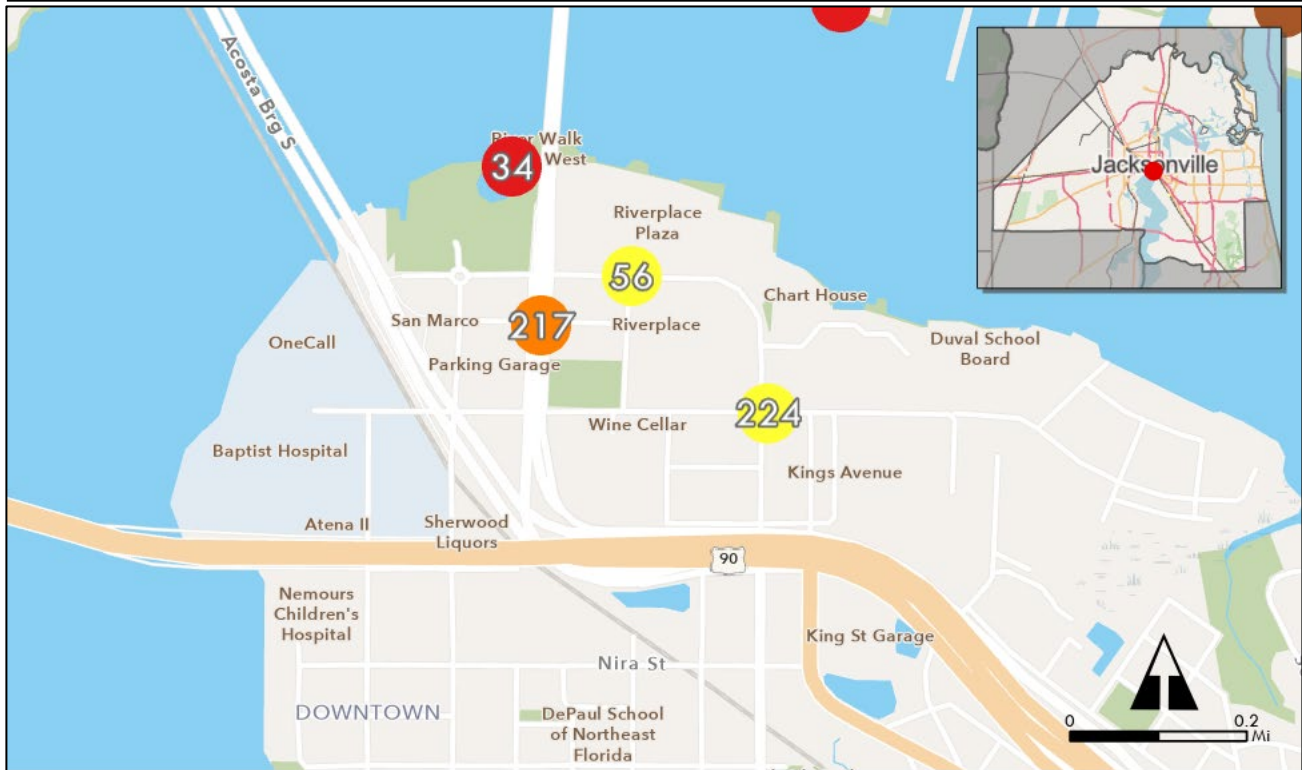 Acosta Brg S
Jacksonville
River Walk
West
34
Riverplace
Plaza
56
Chart House
217
San Marco
Riverplace
OneCall
Duval School
Board
Parking Garage
224
Wine Cellar
Baptist Hospital
Kings Avenue
Atena II
Sherwood
Liquors
90
Nemours
Children's
Hospital
King St Garage
Nira St
DOWNTOWN
DePaul School
of Northeast
Florida
0
0.2
Mi